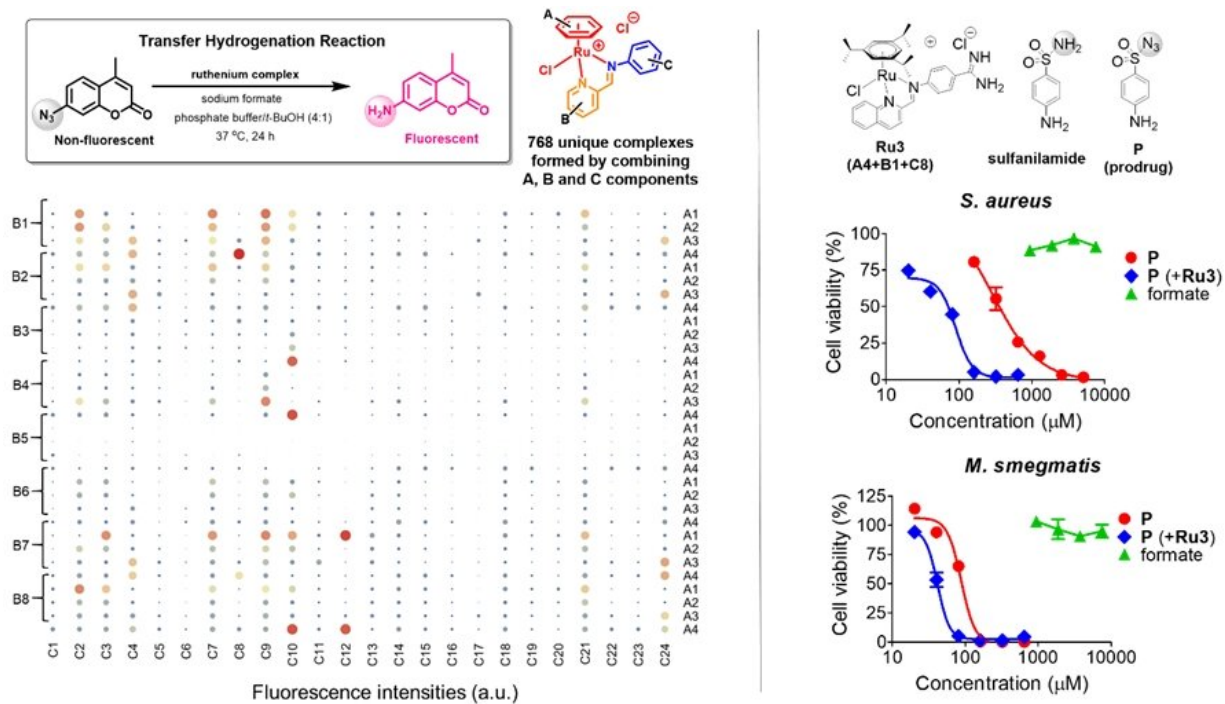 Transfer Hydrogenation Reaction
N3
O
O
Non-fluorescent
ruthenium complex
sodium formate
phosphate buffer/t-BuOH (4:1)
37 °C, 24 h
H2N
O
O
Fluorescent
A
Cl⊖
Ru
⊕
Cl
N
N
C
B
768 unique complexes
formed by combining
A, B and C components
B1
B2
B3
B4
B5
B6
B7
B8
A1
A2
A3
A4
A1
A2
A3
A4
A1
A2
A3
A4
A1
A2
A3
A4
A1
A2
A3
A4
A1
A2
A3
A4
A1
A2
A3
A4
A1
A2
A3
A4
C1 C2 C3 C4 C5 C6 C7 C8 C9 C10 C11 C12 C13 C14 C15 C16 C17 C18 C19 C20 C21 C22 C23 C24
Fluorescence intensities (a.u.)
+
Cl⊖
Ru
Cl
N
N
NH
NH2
Ru3
(A4+B1+C8)
O
S
NH2
O
NH2
sulfanilamide
O
S
N3
O
NH2
P
(prodrug)
S. aureus
Cell viability (%)
100
75
50
25
0
10 100 1000 10000
Concentration (μM)
P
P (+Ru3)
formate
M. smegmatis
Cell viability (%)
125
100
75
50
25
0
10 100 1000 10000
Concentration (μM)
P
P (+Ru3)
formate